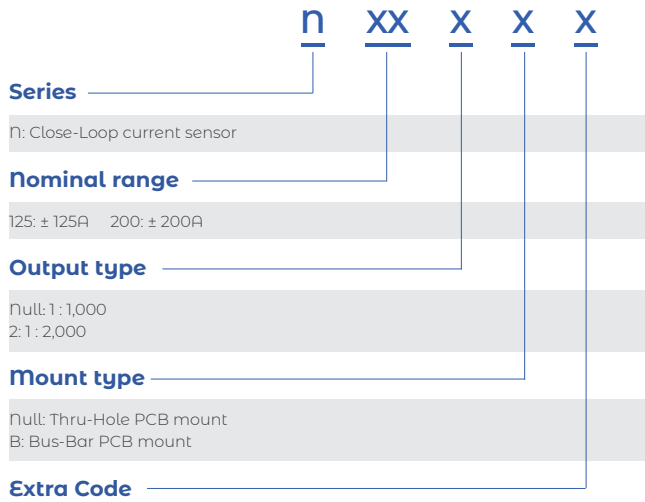 n xx x x x
Series
N: Close-Loop current sensor
Nominal range
125: ± 125A 200: ± 200A
Output type
Null: 1 : 1,000
2: 1 : 2,000
Mount type
Null: Thru-Hole PCB mount
B: Bus-Bar PCB mount
Extra Code